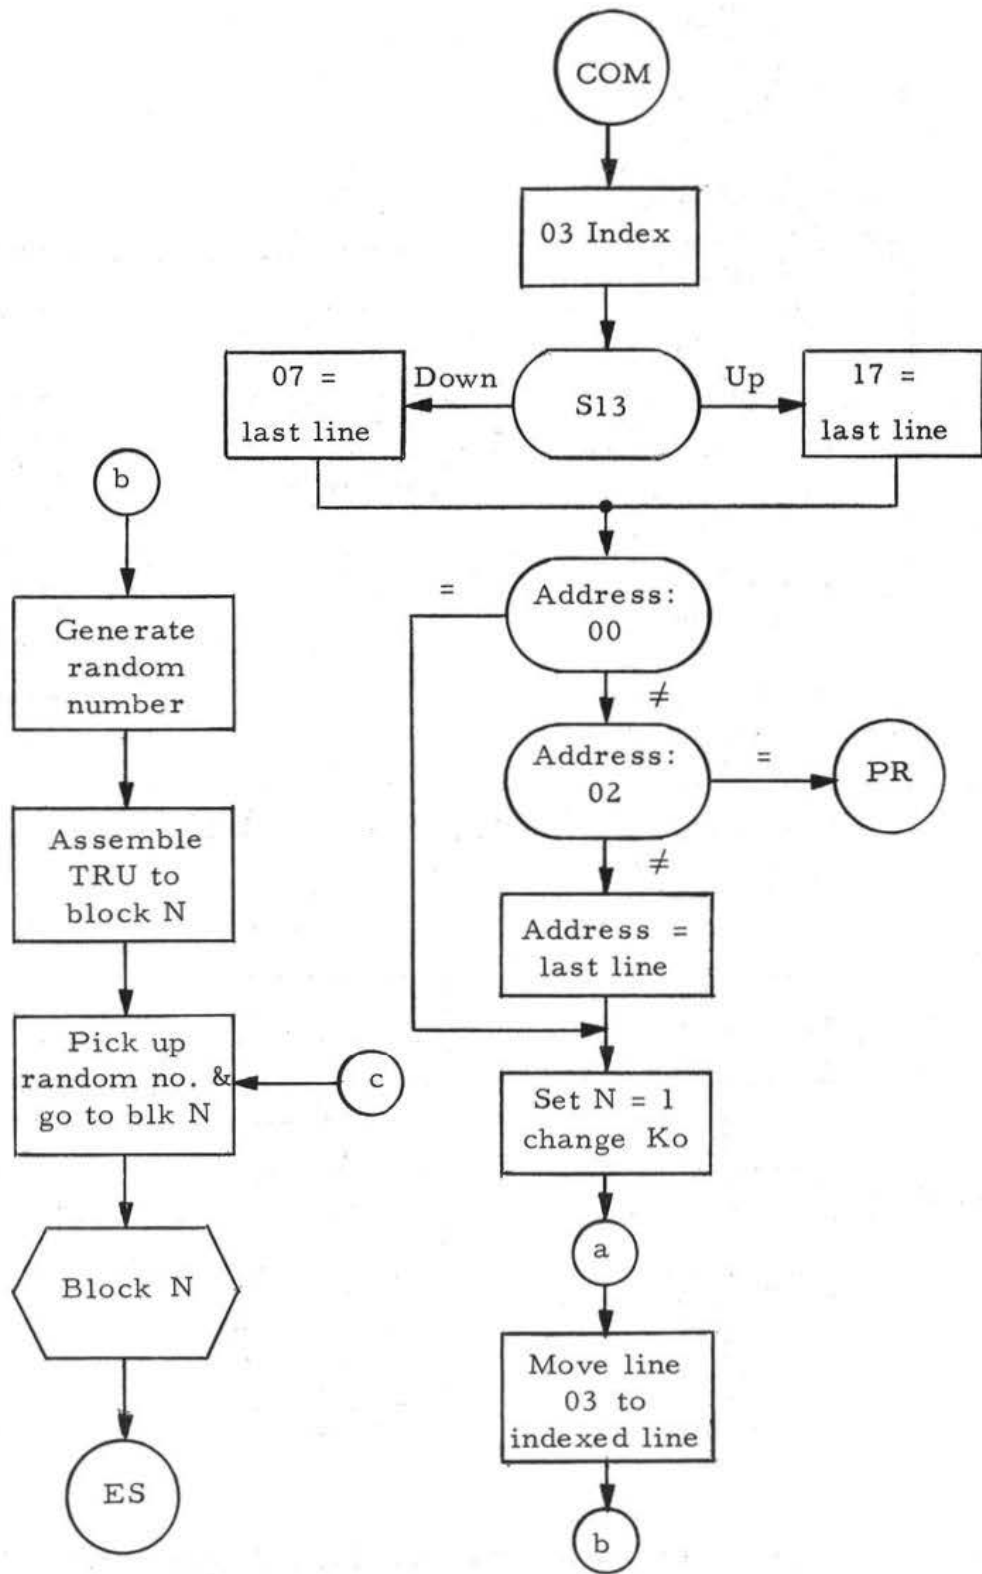 COM
03 Index
07 =
last line
Down
S13
Up
17 =
last line
=
Address:
00
≠
Address:
02
=
PR
≠
Address =
last line
Set N = 1
change Ko
a
Move line
03 to
indexed line
b
b
Generate
random
number
Assemble
TRU to
block N
Pick up
random no. &
go to blk N
c
Block N
ES